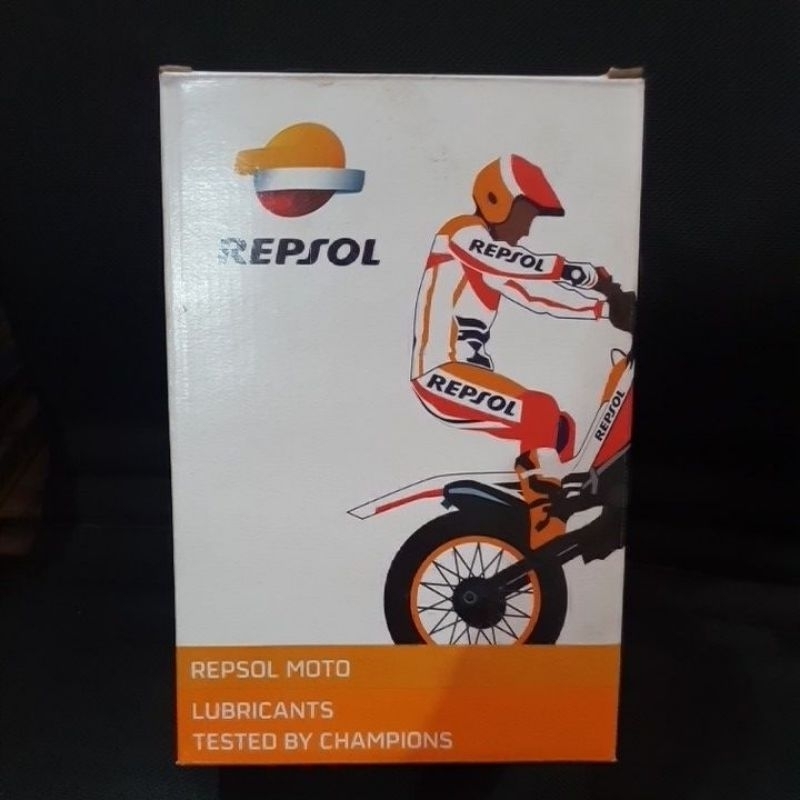 REPSOL
REPSOL
REPSOL
REPSOL
REPSOL MOTO
LUBRICANTS
TESTED BY CHAMPIONS